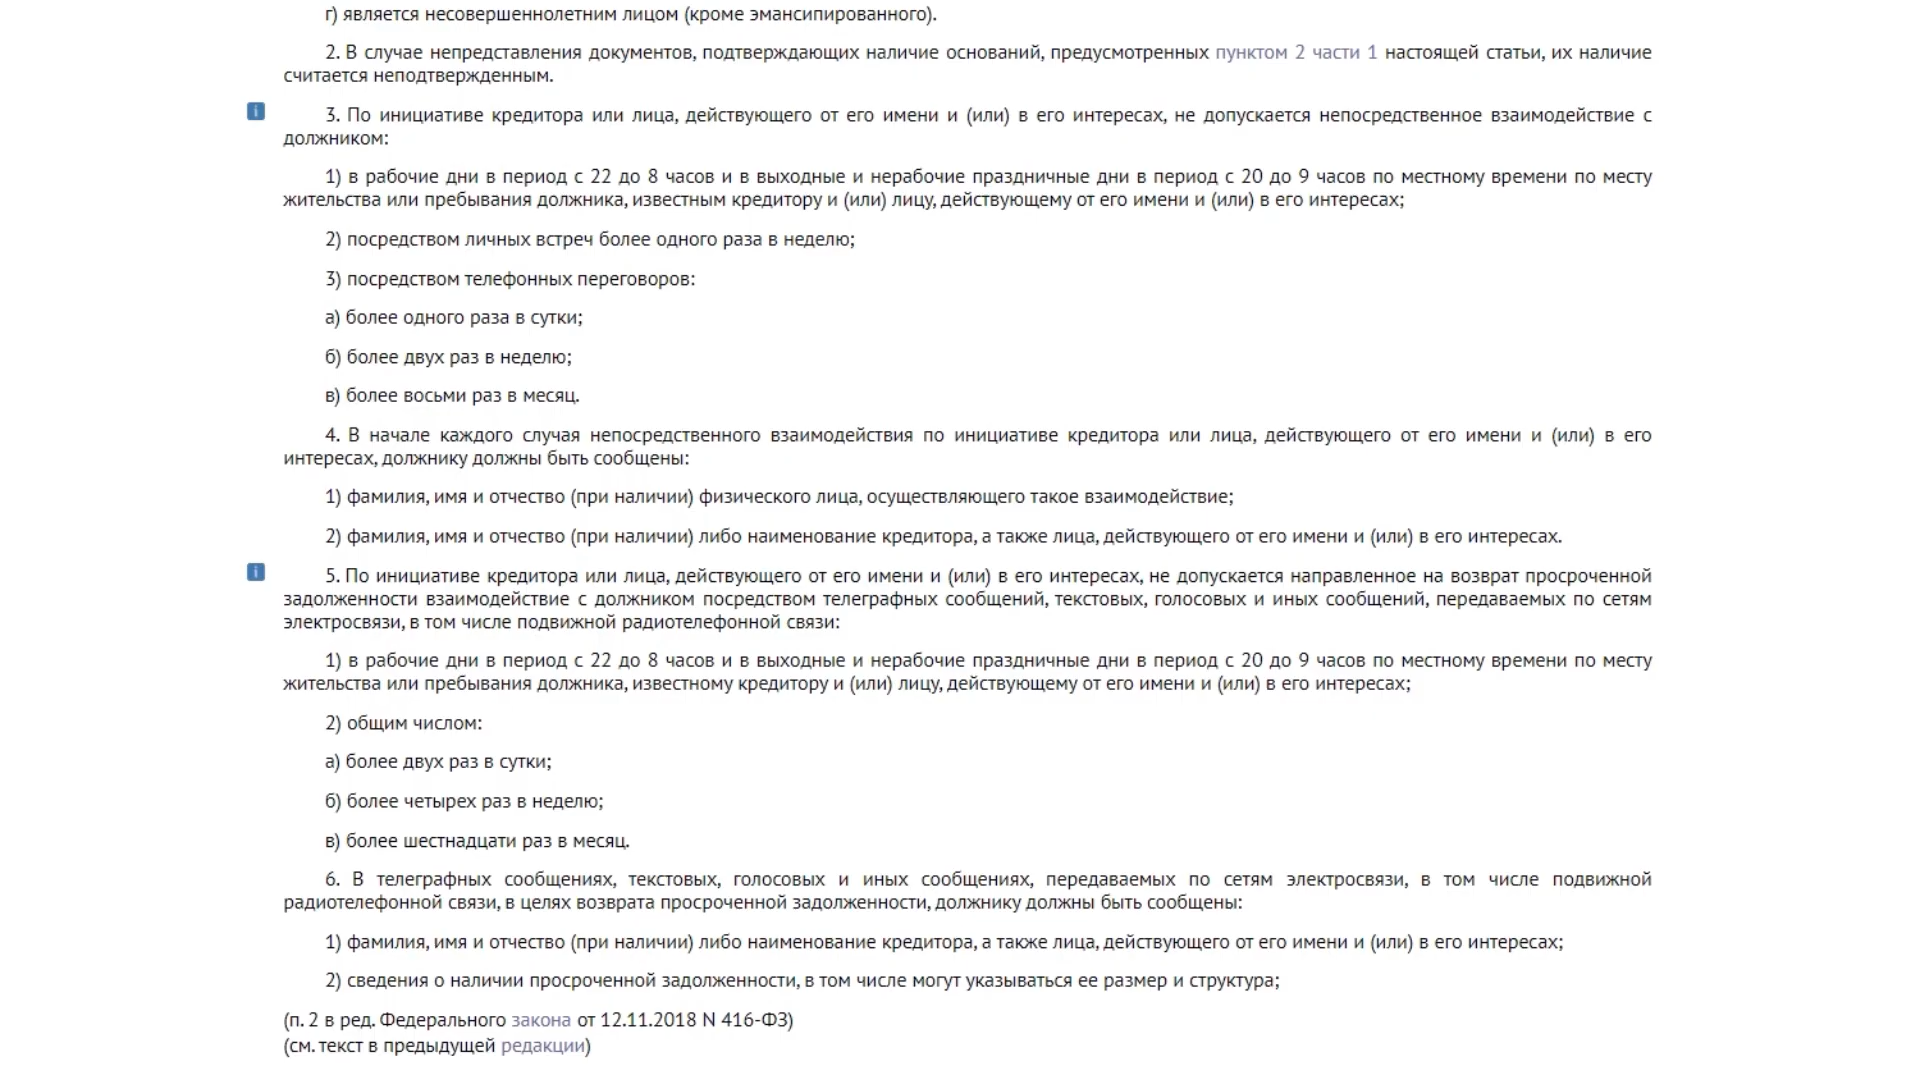 г) является несовершеннолетним лицом (кроме эмансипированного).
2. В случае непредставления документов, подтверждающих наличие оснований, предусмотренных пунктом 2 части 1 настоящей статьи, их наличие
считается неподтвержденным.
i
3. По инициативе кредитора или лица, действующего от его имени и (или) в его интересах, не допускается непосредственное взаимодействие с
должником:
1) в рабочие дни в период с 22 до 8 часов и в выходные и нерабочие праздничные дни в период с 20 до 9 часов по местному времени по месту
жительства или пребывания должника, известным кредитору и (или) лицу, действующему от его имени и (или) в его интересах;
2) посредством личных встреч более одного раза в неделю;
3) посредством телефонных переговоров:
а) более одного раза в сутки;
б) более двух раз в неделю;
в) более восьми раз в месяц.
4. В начале каждого случая непосредственного взаимодействия по инициативе кредитора или лица, действующего от его имени и (или) в его
интересах, должнику должны быть сообщены:
1) фамилия, имя и отчество (при наличии) физического лица, осуществляющего такое взаимодействие;
2) фамилия, имя и отчество (при наличии) либо наименование кредитора, а также лица, действующего от его имени и (или) в его интересах.
i
5. По инициативе кредитора или лица, действующего от его имени и (или) в его интересах, не допускается направленное на возврат просроченной
задолженности взаимодействие с должником посредством телеграфных сообщений, текстовых, голосовых и иных сообщений, передаваемых по сетям
электросвязи, в том числе подвижной радиотелефонной связи:
1) в рабочие дни в период с 22 до 8 часов и в выходные и нерабочие праздничные дни в период с 20 до 9 часов по местному времени по месту
жительства или пребывания должника, известному кредитору и (или) лицу, действующему от его имени и (или) в его интересах;
2) общим числом:
а) более двух раз в сутки;
б) более четырех раз в неделю;
в) более шестнадцати раз в месяц.
6. В телеграфных сообщениях, текстовых, голосовых и иных сообщениях, передаваемых по сетям электросвязи, в том числе подвижной
радиотелефонной связи, в целях возврата просроченной задолженности, должнику должны быть сообщены:
1) фамилия, имя и отчество (при наличии) либо наименование кредитора, а также лица, действующего от его имени и (или) в его интересах;
2) сведения о наличии просроченной задолженности, в том числе могут указываться ее размер и структура;
(п. 2 в ред. Федерального закона от 12.11.2018 N 416-ФЗ)
(см. текст в предыдущей редакции)